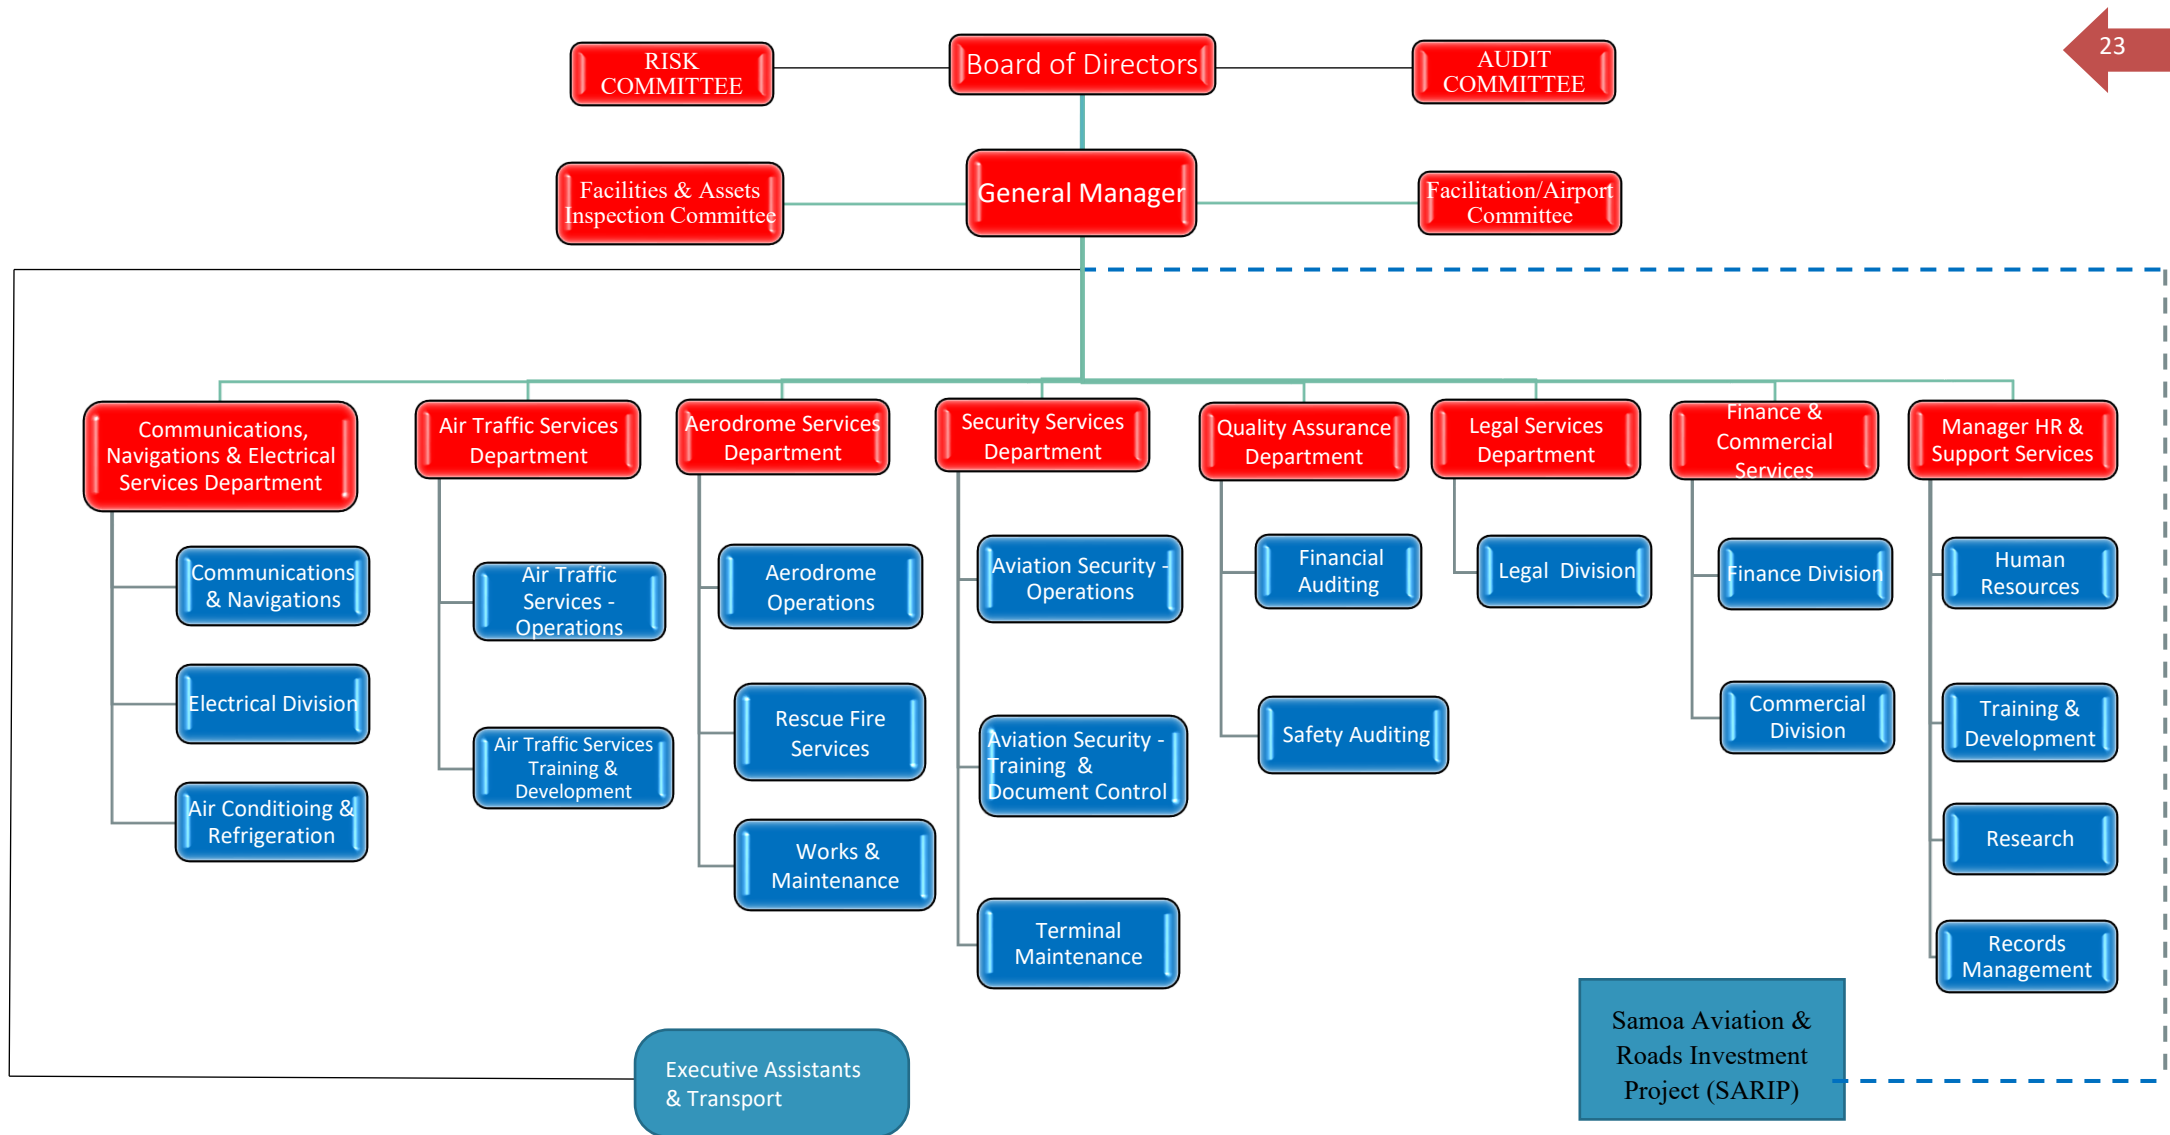 23
RISK
COMMITTEE
Board of Directors
AUDIT
COMMITTEE
Facilities & Assets
Inspection Committee
General Manager
Facilitation/Airport
Committee
Communications,
Navigations & Electrical
Services Department
Air Traffic Services
Department
Aerodrome Services
Department
Security Services
Department
Quality Assurance
Department
Legal Services
Department
Finance &
Commercial
Services
Manager HR &
Support Services
Communications
& Navigations
Electrical Division
Air Conditioing &
Refrigeration
Air Traffic
Services -
Operations
Air Traffic Services
Training &
Development
Aerodrome
Operations
Rescue Fire
Services
Works &
Maintenance
Aviation Security -
Operations
Aviation Security -
Training  &
Document Control
Terminal
Maintenance
Financial
Auditing
Safety Auditing
Legal  Division
Finance Division
Commercial
Division
Human
Resources
Training &
Development
Research
Records
Management
Executive Assistants
& Transport
Samoa Aviation &
Roads Investment
Project (SARIP)